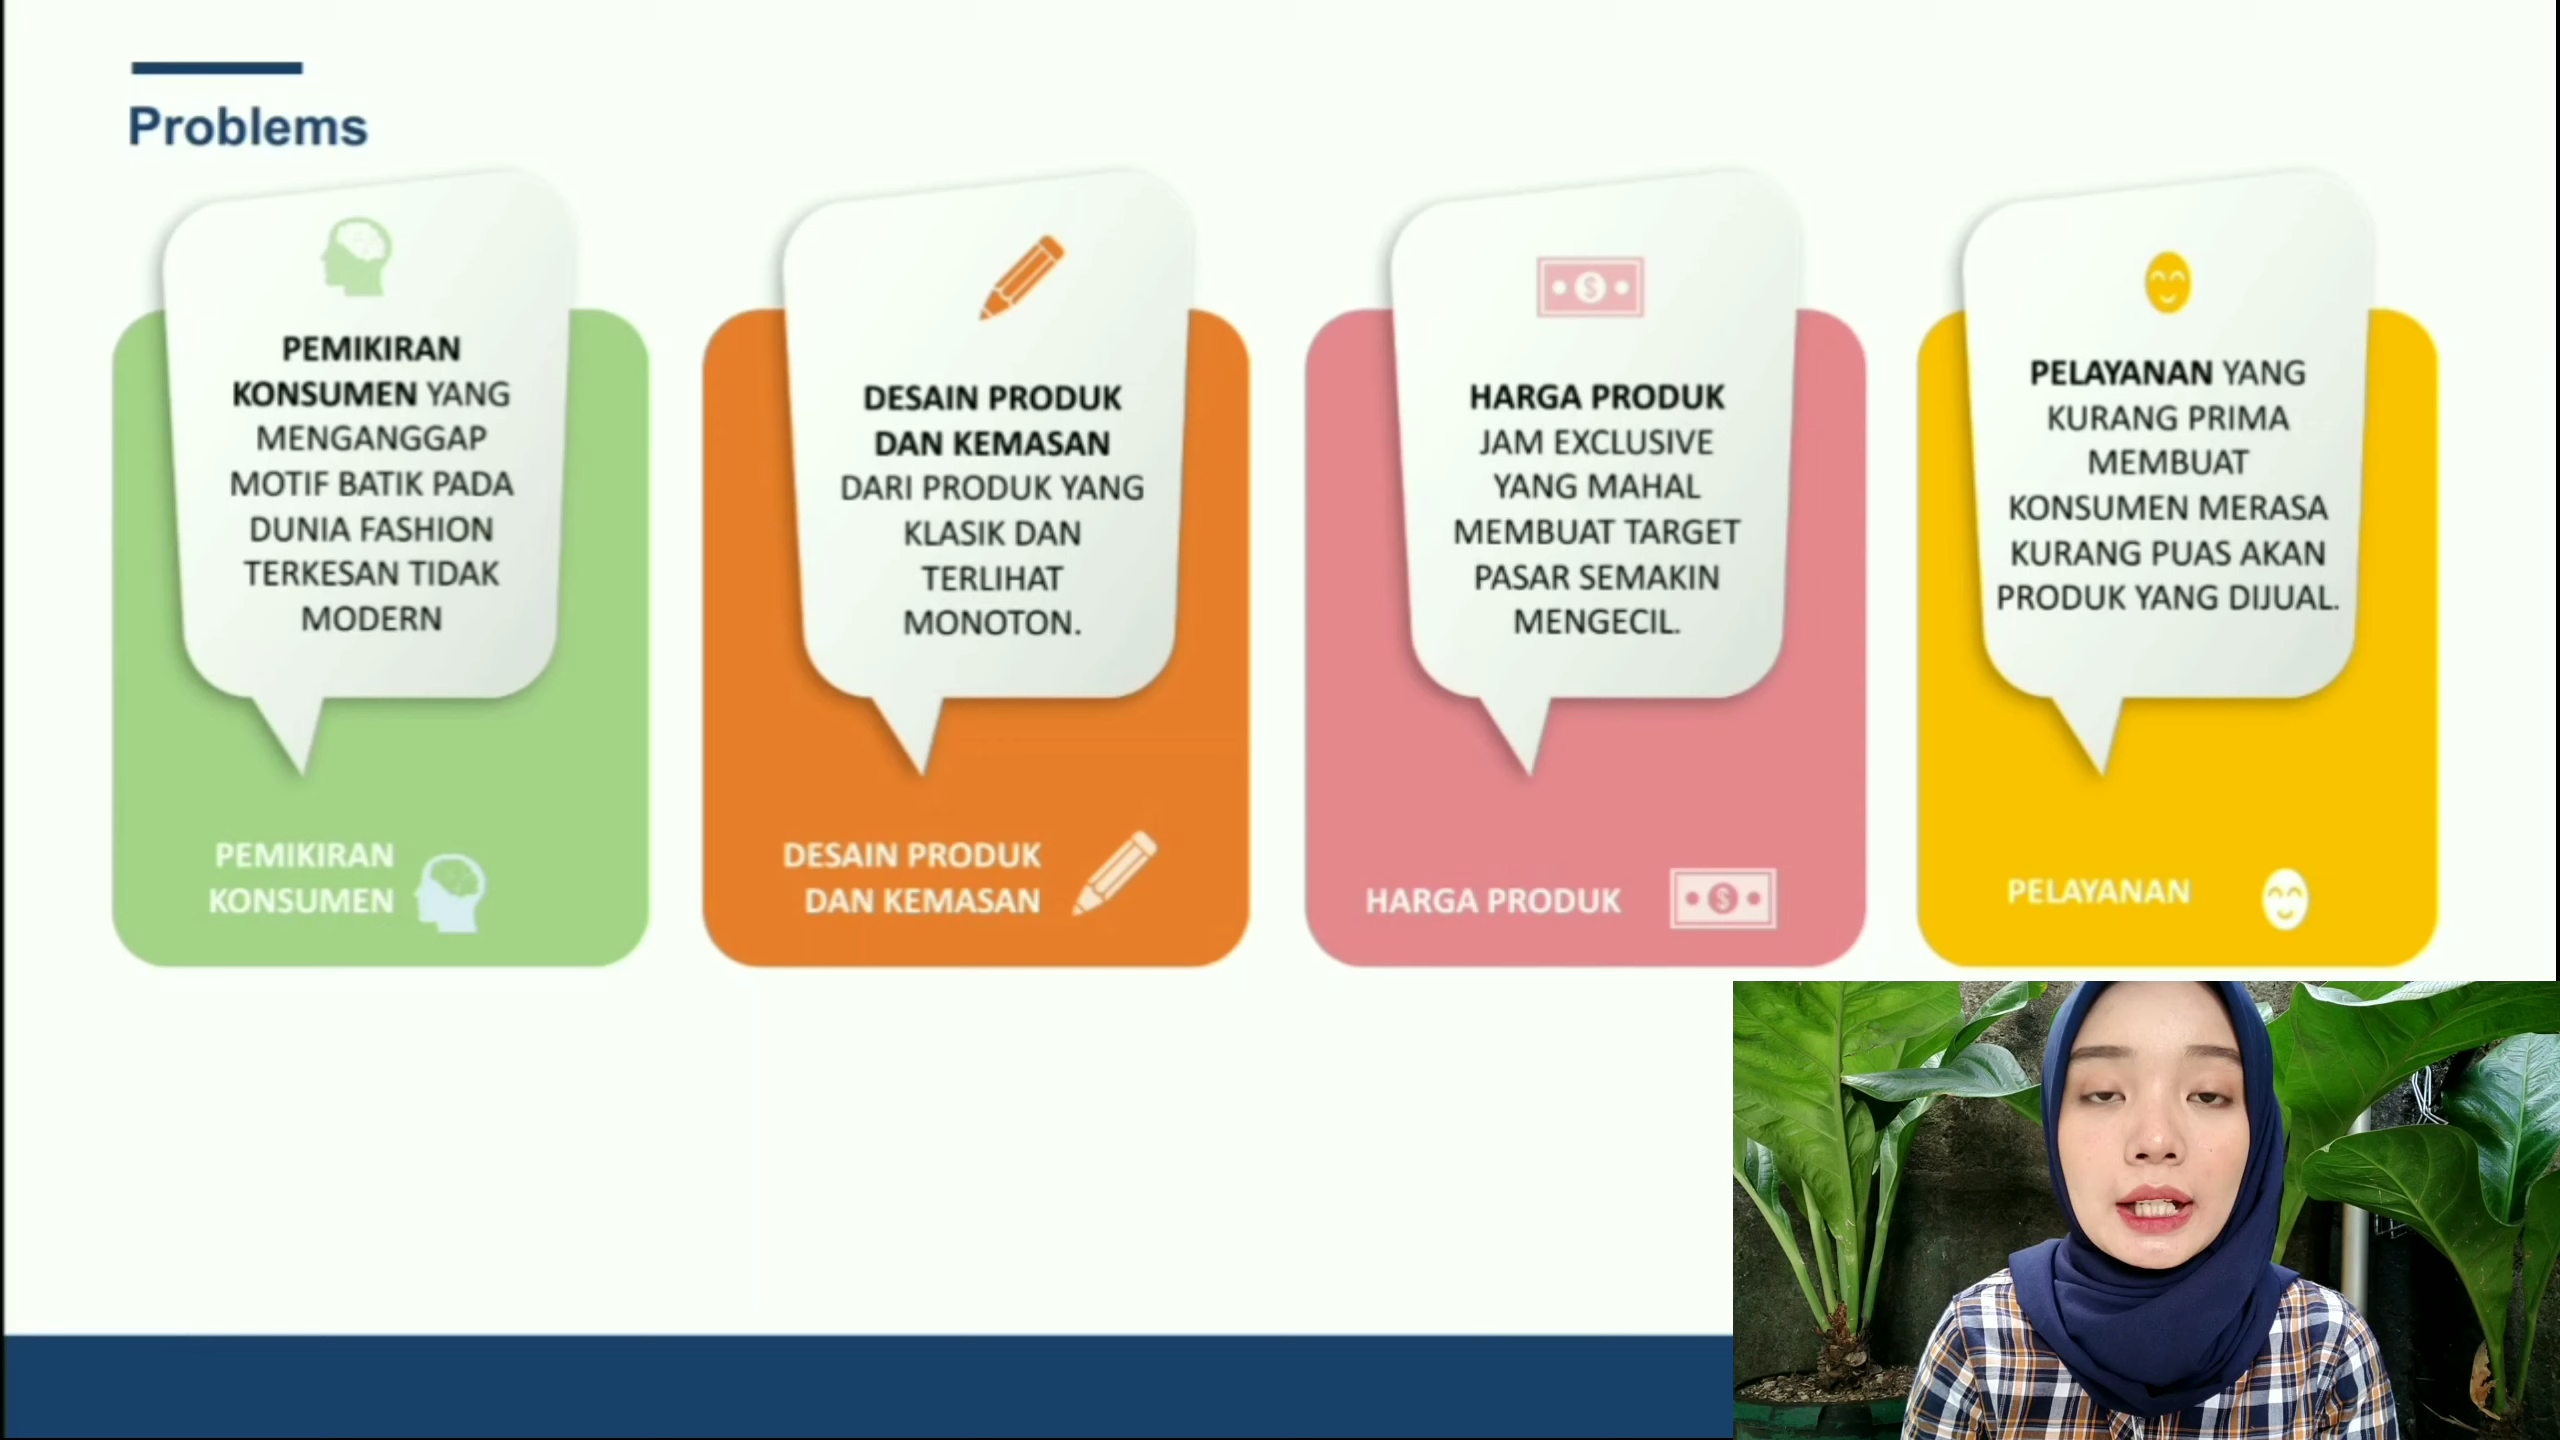 Problems
PEMIKIRAN
KONSUMEN YANG
MENGANGGAP
MOTIF BATIK PADA
DUNIA FASHION
TERKESAN TIDAK
MODERN
PEMIKIRAN
KONSUMEN
DESAIN PRODUK
DAN KEMASAN
DARI PRODUK YANG
KLASIK DAN
TERLIHAT
MONOTON.
DESAIN PRODUK
DAN KEMASAN
HARGA PRODUK
JAM EXCLUSIVE
YANG MAHAL
MEMBUAT TARGET
PASAR SEMAKIN
MENGECIL.
HARGA PRODUK
PELAYANAN YANG
KURANG PRIMA
MEMBUAT
KONSUMEN MERASA
KURANG PUAS AKAN
PRODUK YANG DIJUAL.
PELAYANAN